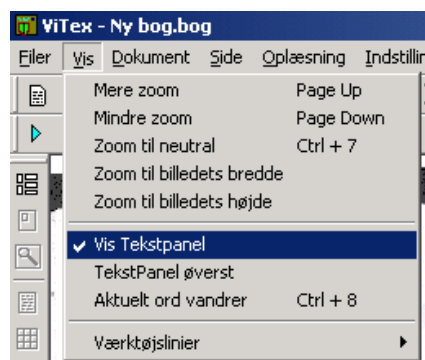 ViTex - Ny bog.bog
Filer Vis Dokument Side Oplæsning
Mere zoom Page Up
Mindre zoom Page Down
Zoom til neutral Ctrl + 7
Zoom til billedets bredde
Zoom til billedets højde
Vis Tekstpanel
TekstPanel øverst
Aktuelt ord vandrer Ctrl + 8
Værktøjslinier